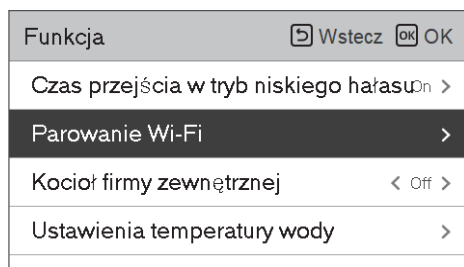 Funkcja Wstecz OK OK
Czas przejścia w tryb niskiego hałasu On >
Parowanie Wi-Fi >
Kocioł firmy zewnętrznej < Off >
Ustawienia temperatury wody >